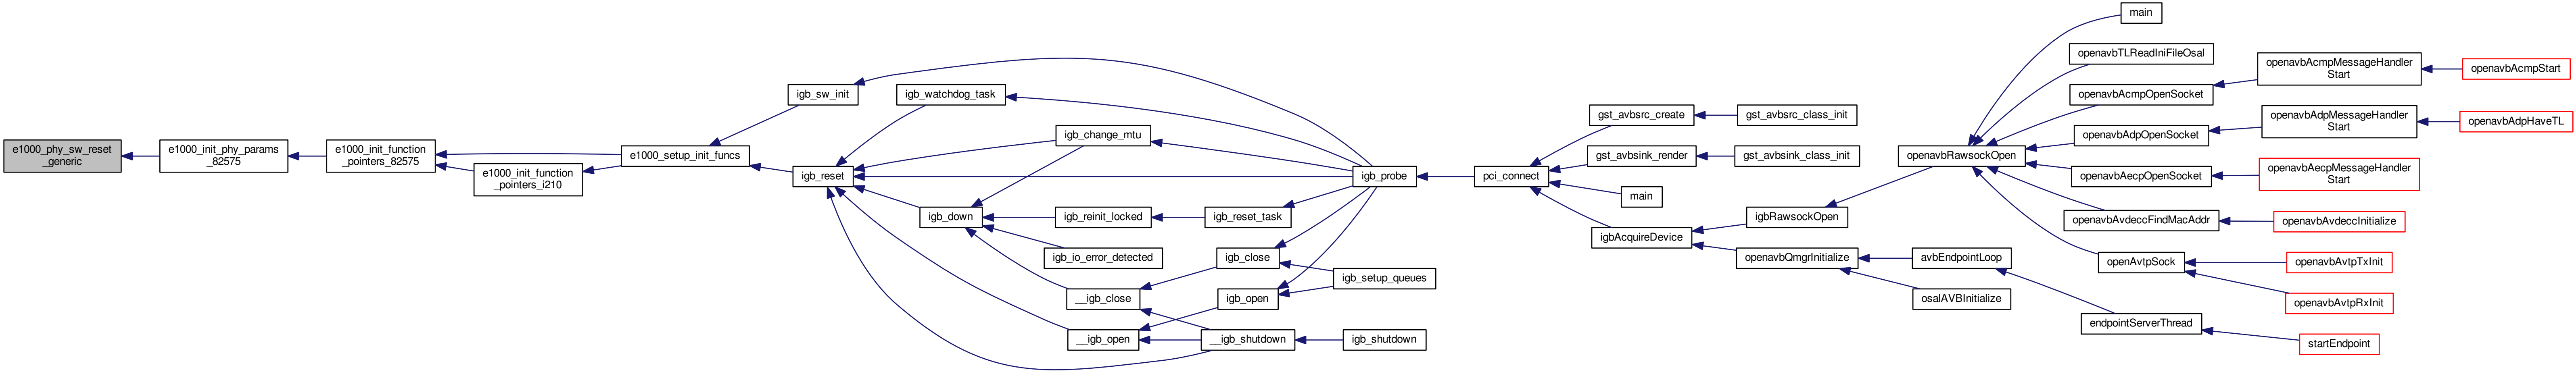 e1000_phy_sw_reset
_generic
e1000_init_phy_params
_82575
e1000_init_function
_pointers_82575
e1000_init_function
_pointers_i210
e1000_setup_init_funcs
igb_sw_init
igb_reset
igb_watchdog_task
igb_change_mtu
igb_down
igb_reinit_locked
igb_reset_task
igb_io_error_detected
__igb_close
__igb_open
igb_close
igb_open
__igb_shutdown
igb_probe
igb_setup_queues
igb_shutdown
pci_connect
gst_avbsrc_create
gst_avbsrc_class_init
gst_avbsink_render
gst_avbsink_class_init
main
igbAcquireDevice
igbRawsockOpen
openavbQmgrInitialize
avbEndpointLoop
osalAVBInitialize
openavbRawsockOpen
main
openavbTLReadIniFileOsal
openavbAcmpOpenSocket
openavbAcmpMessageHandler
Start
openavbAcmpStart
openavbAdpOpenSocket
openavbAdpMessageHandler
Start
openavbAdpHaveTL
openavbAecpOpenSocket
openavbAecpMessageHandler
Start
openavbAvdeccFindMacAddr
openavbAvdeccInitialize
openAvtpSock
openavbAvtpTxInit
openavbAvtpRxInit
endpointServerThread
startEndpoint